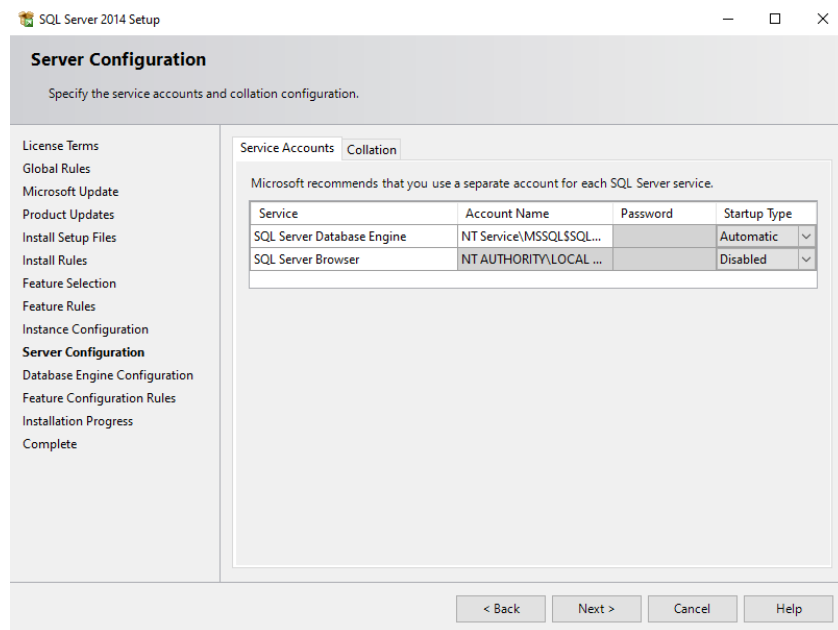 SQL Server 2014 Setup
Server Configuration
Specify the service accounts and collation configuration.
License Terms
Global Rules
Microsoft Update
Product Updates
Install Setup Files
Install Rules
Feature Selection
Feature Rules
Instance Configuration
Server Configuration
Database Engine Configuration
Feature Configuration Rules
Installation Progress
Complete
Service Accounts Collation
Microsoft recommends that you use a separate account for each SQL Server service.
Service Account Name Password Startup Type
SQL Server Database Engine NT Service\MSSQL$SQL... Automatic
SQL Server Browser NT AUTHORITY\LOCAL ... Disabled
< Back Next > Cancel Help